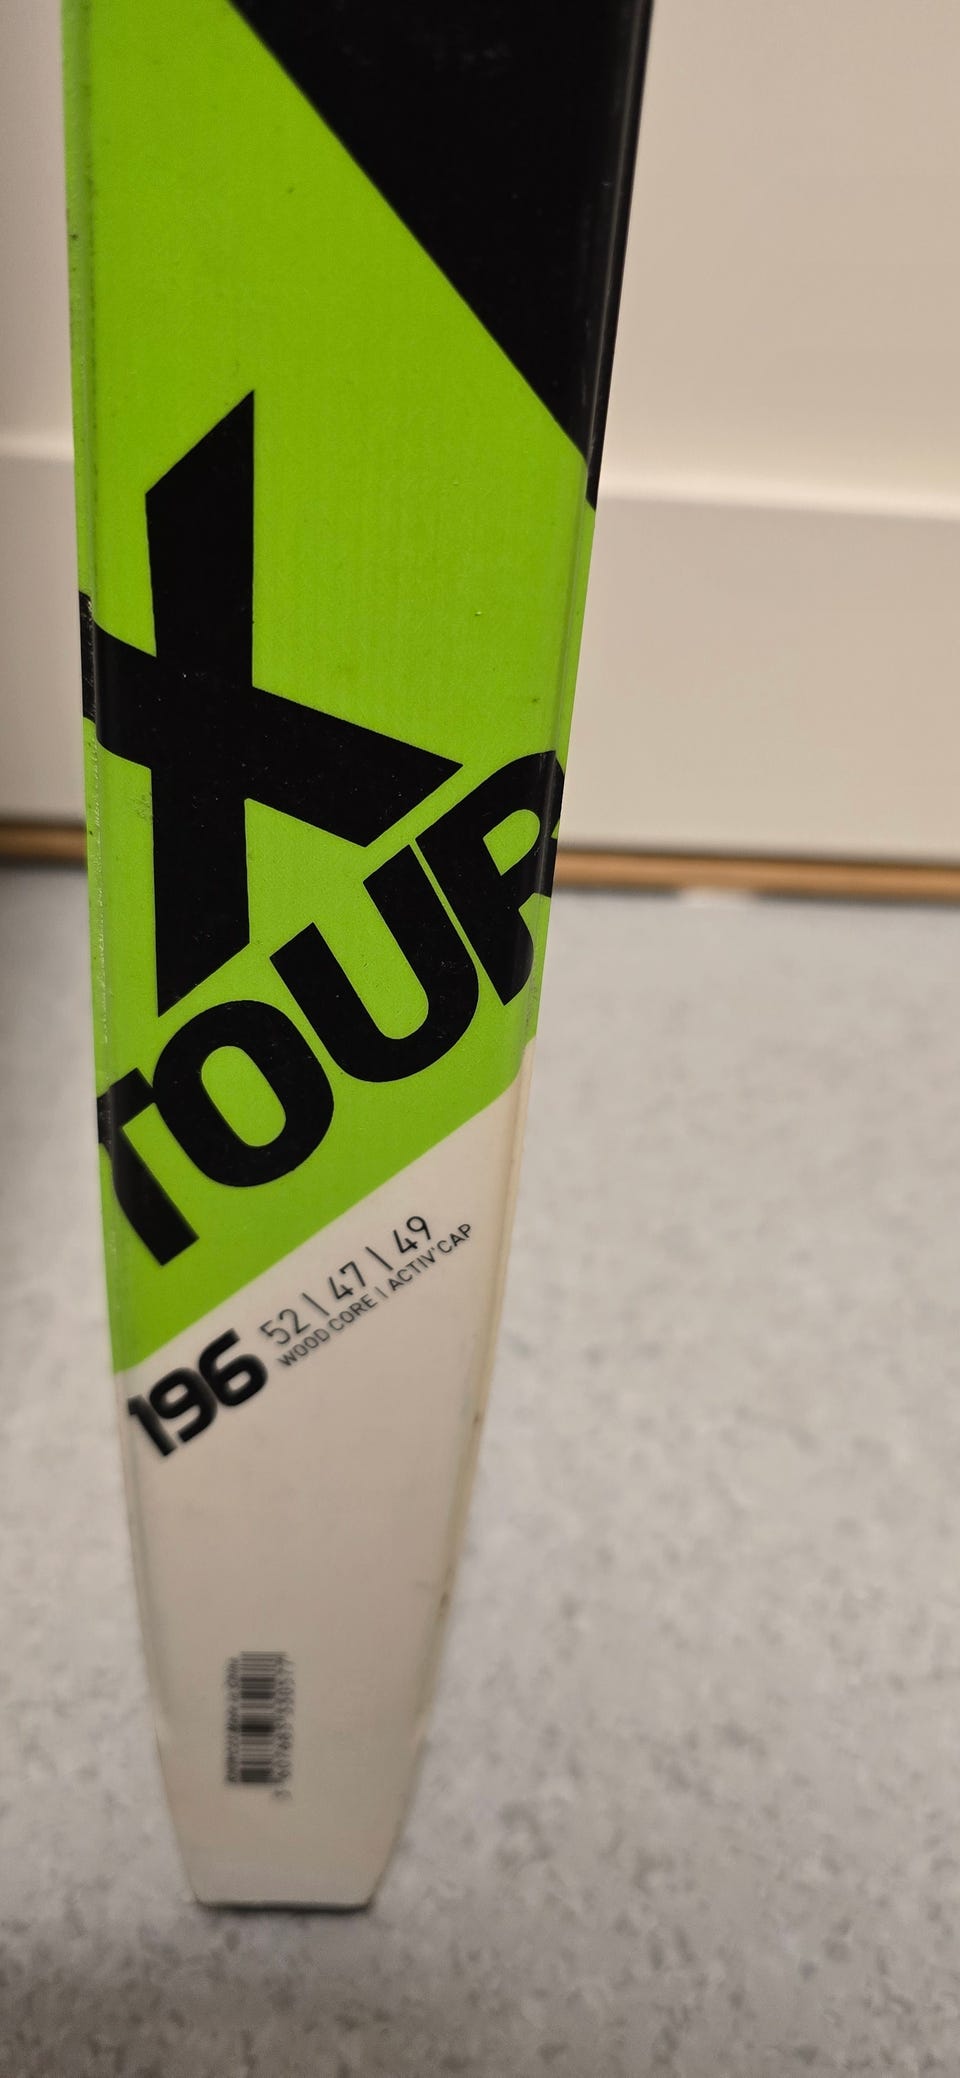 X
TOUR
196 52 | 47 | 49
WOOD CORE | ACTIV' CAP